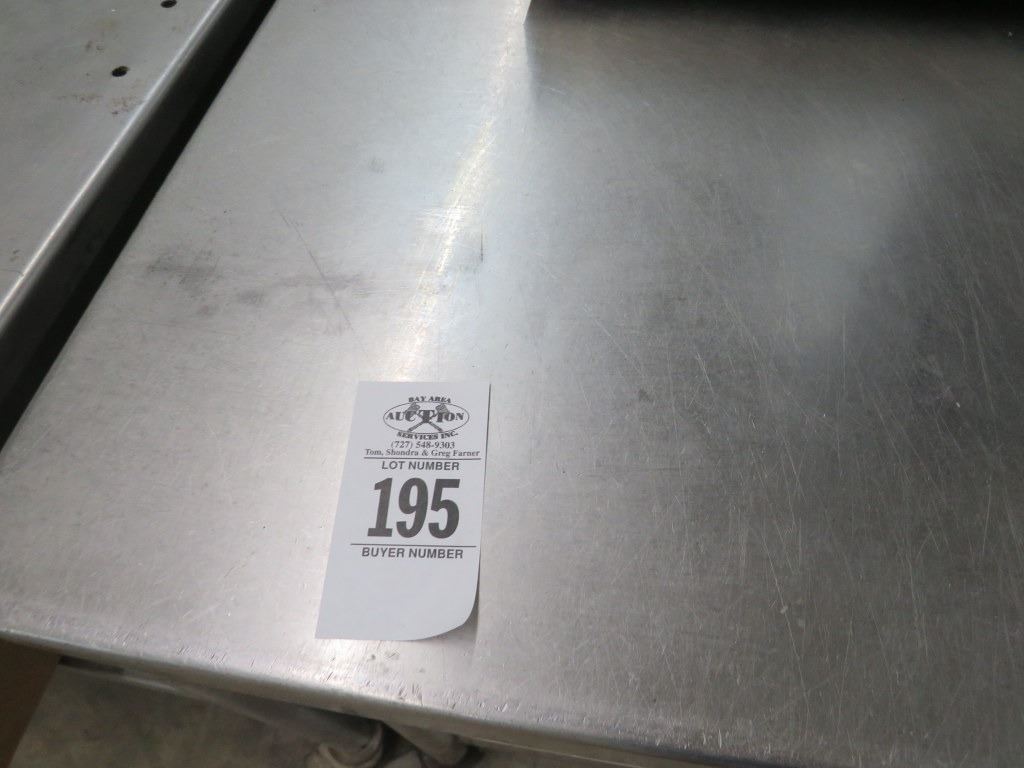 BAY AREA
AUCTION
SERVICES INC.
(727) 548-9303
Tom, Shondra & Greg Farner
LOT NUMBER
195
BUYER NUMBER